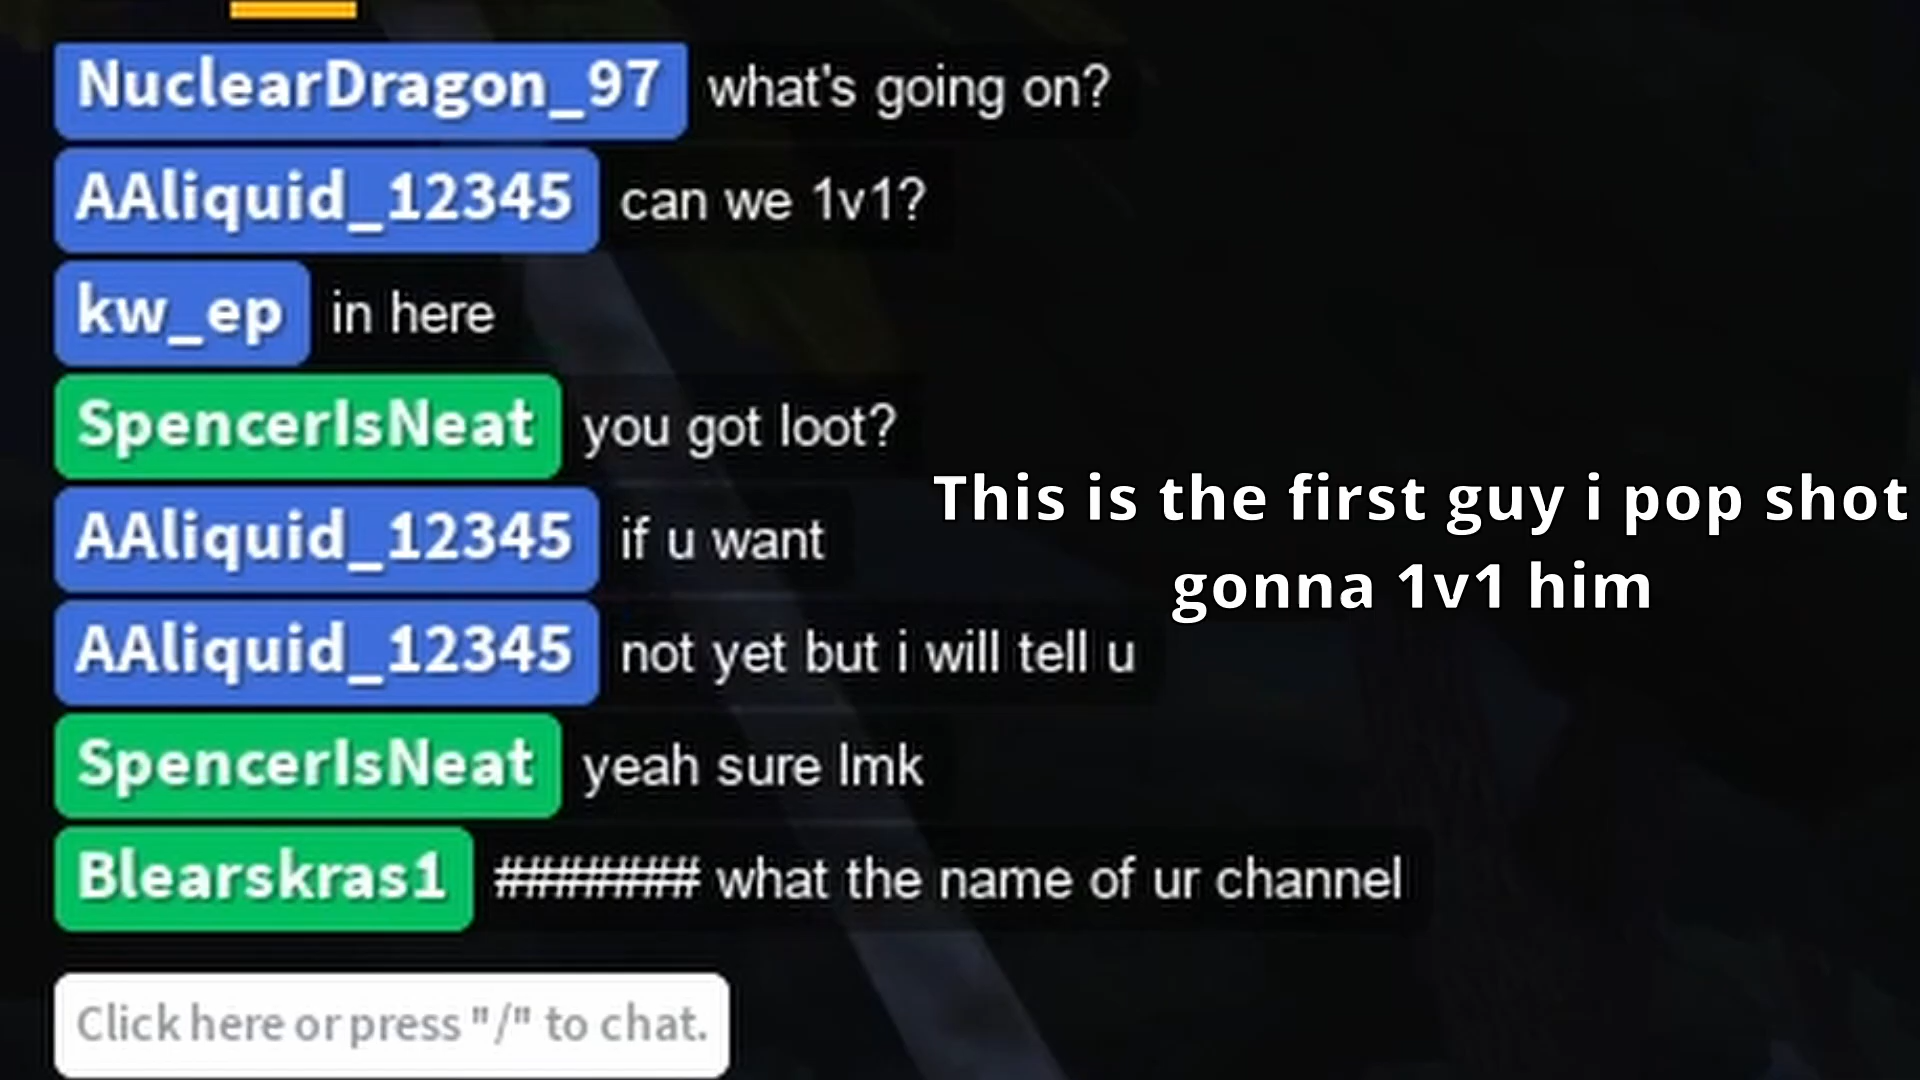 NuclearDragon_97 what's going on?
AAliquid_12345 can we 1v1?
kw_ep in here
SpencerIsNeat you got loot?
AAliquid_12345 if u want
This is the first guy i pop shot
gonna 1v1 him
AAliquid_12345 not yet but i will tell u
SpencerIsNeat yeah sure lmk
Blearskras1 ####### what the name of ur channel
Click here or press "/" to chat.